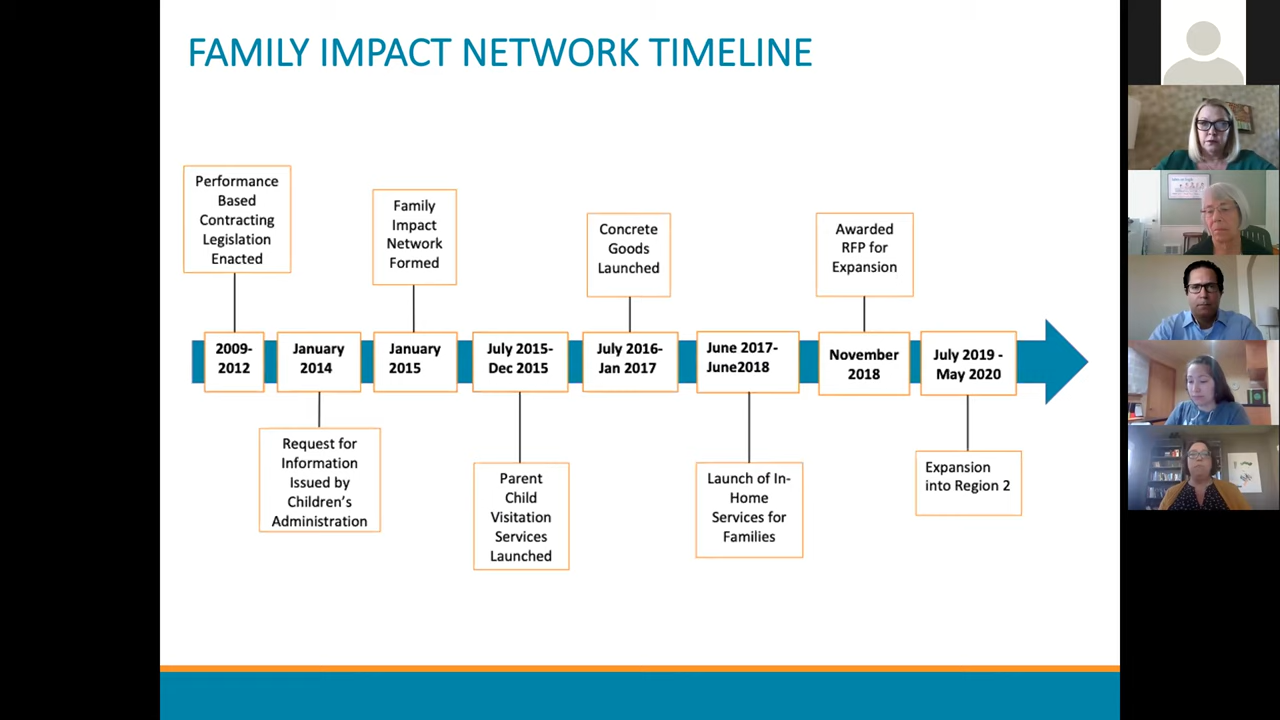 FAMILY IMPACT NETWORK TIMELINE
Performance
Based
Contracting
Legislation
Enacted
Family
Impact
Network
Formed
Concrete
Goods
Launched
Awarded
RFP for
Expansion
2009-
2012
January
2014
January
2015
July 2015-
Dec 2015
July 2016-
Jan 2017
June 2017-
June2018
November
2018
July 2019 -
May 2020
Request for
Information
Issued by
Children's
Administration
Parent
Child
Visitation
Services
Launched
Launch of In-
Home
Services for
Families
Expansion
into Region 2